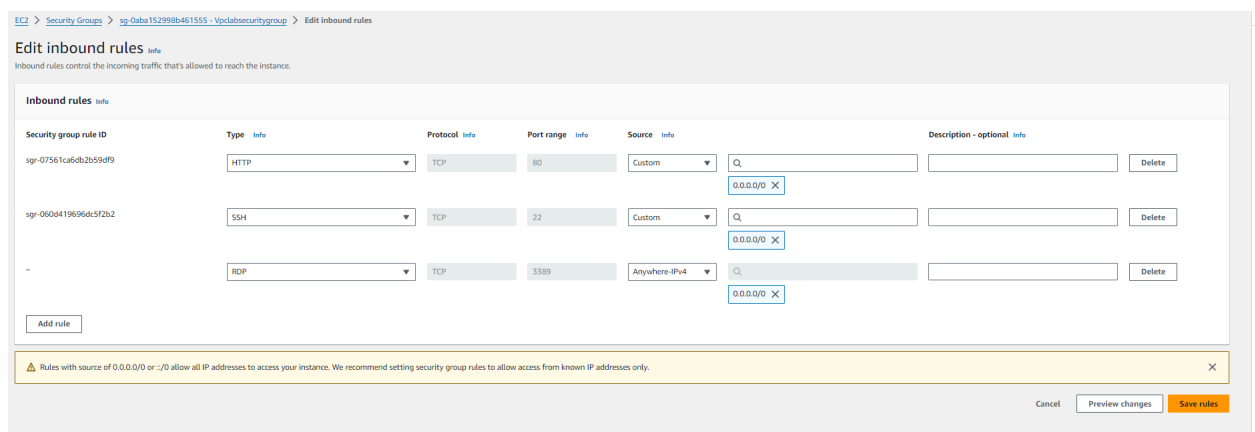 EC2 > Security Groups > sg-0aba152998b461555 - Vpclabsecuritygroup > Edit inbound rules
Edit inbound rules Info
Inbound rules control the incoming traffic that's allowed to reach the instance.
Inbound rules Info
Security group rule ID Type Info Protocol Info Port range Info Source Info Description - optional Info
sgr-07561ca6db2b59df9 HTTP TCP 80 Custom Delete
0.0.0.0/0
sgr-060d419696dc5f2b2 SSH TCP 22 Custom Delete
0.0.0.0/0
– RDP TCP 3389 Anywhere-IPv4 Delete
0.0.0.0/0
Add rule
Rules with source of 0.0.0.0/0 or ::/0 allow all IP addresses to access your instance. We recommend setting security group rules to allow access from known IP addresses only.
Cancel Preview changes Save rules